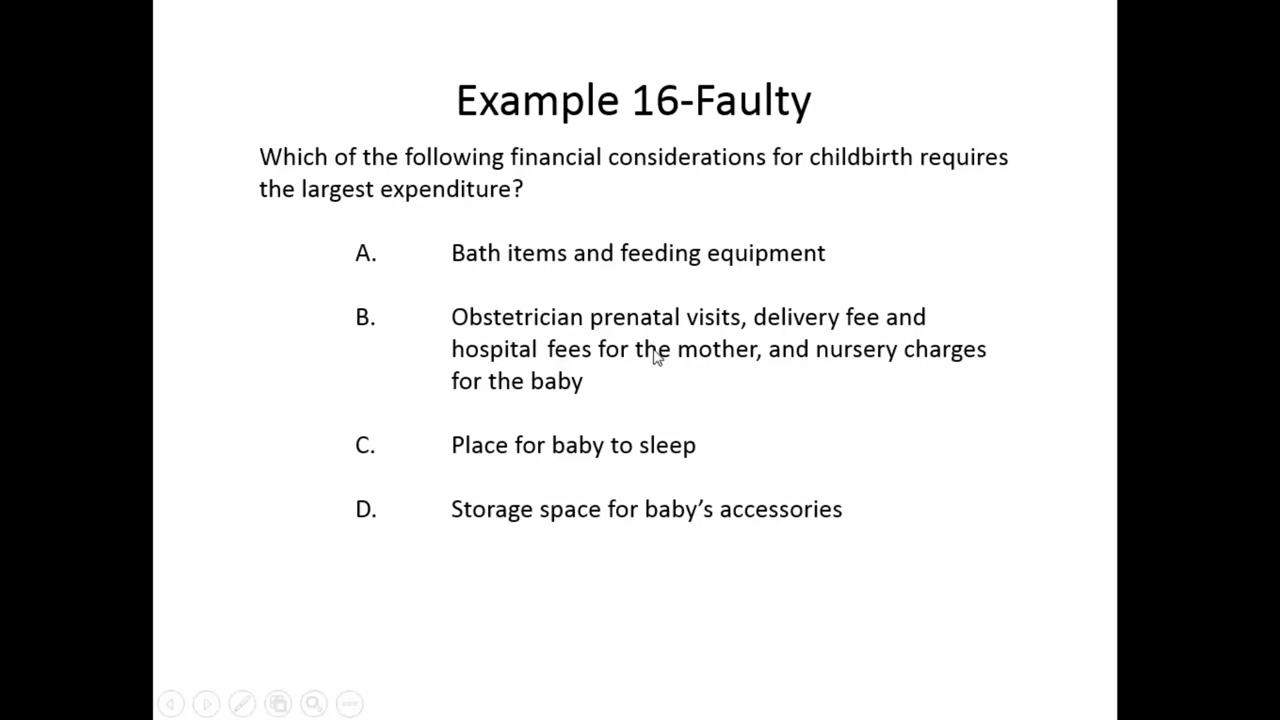 Example 16-Faulty
Which of the following financial considerations for childbirth requires
the largest expenditure?
A. Bath items and feeding equipment
B. Obstetrician prenatal visits, delivery fee and
hospital fees for the mother, and nursery charges
for the baby
C. Place for baby to sleep
D. Storage space for baby's accessories